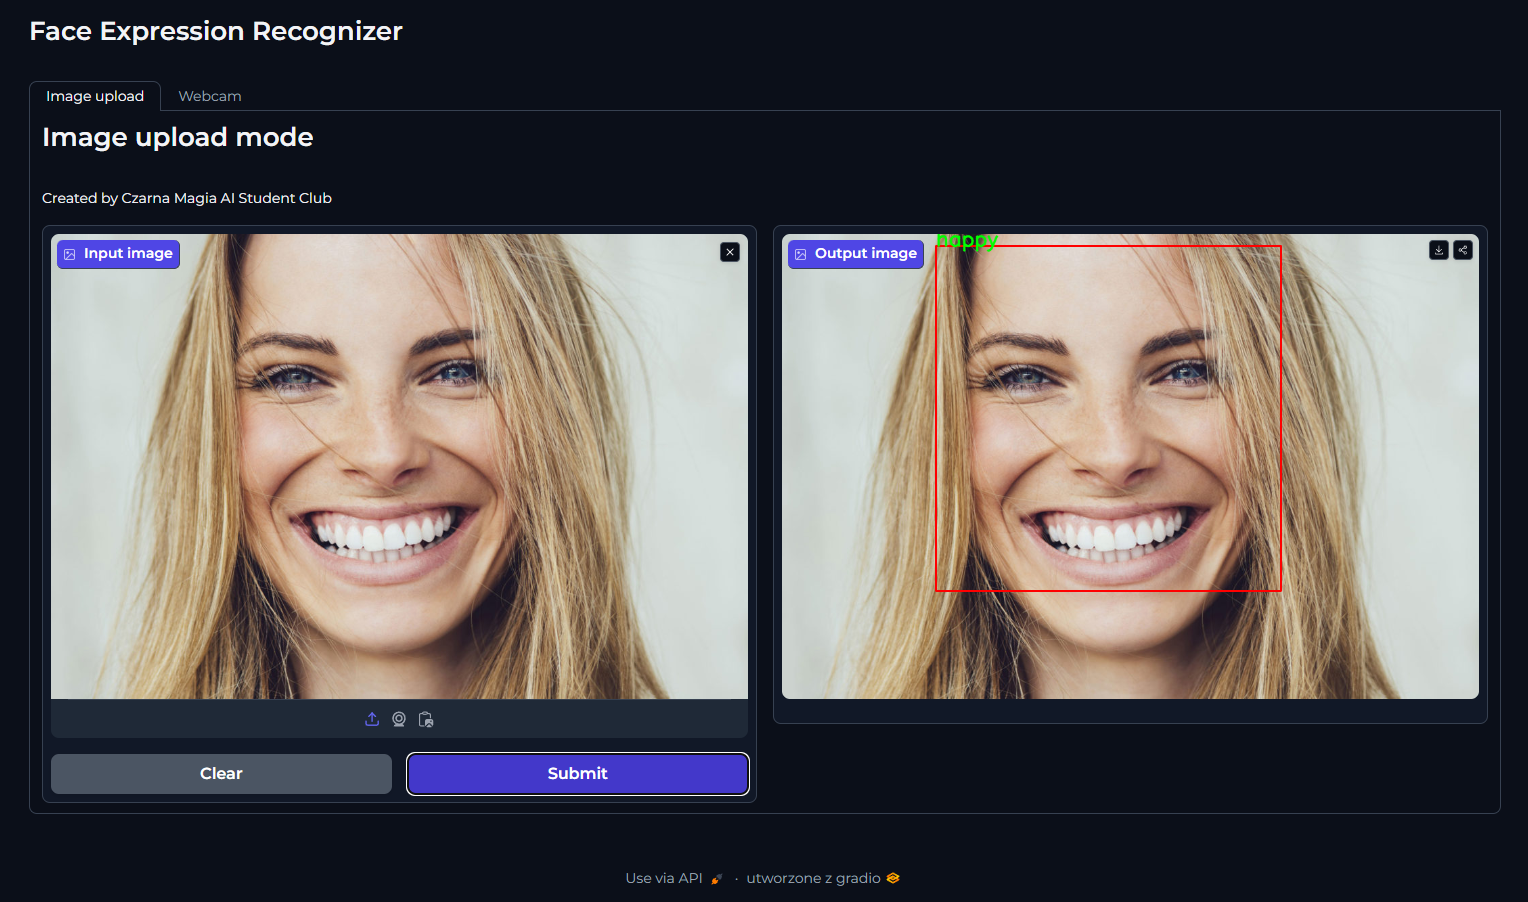 Face Expression Recognizer
Image upload Webcam
Image upload mode
Created by Czarna Magia AI Student Club
Input image
Output image
happy
Clear
Submit
Use via API · utworzone z gradio